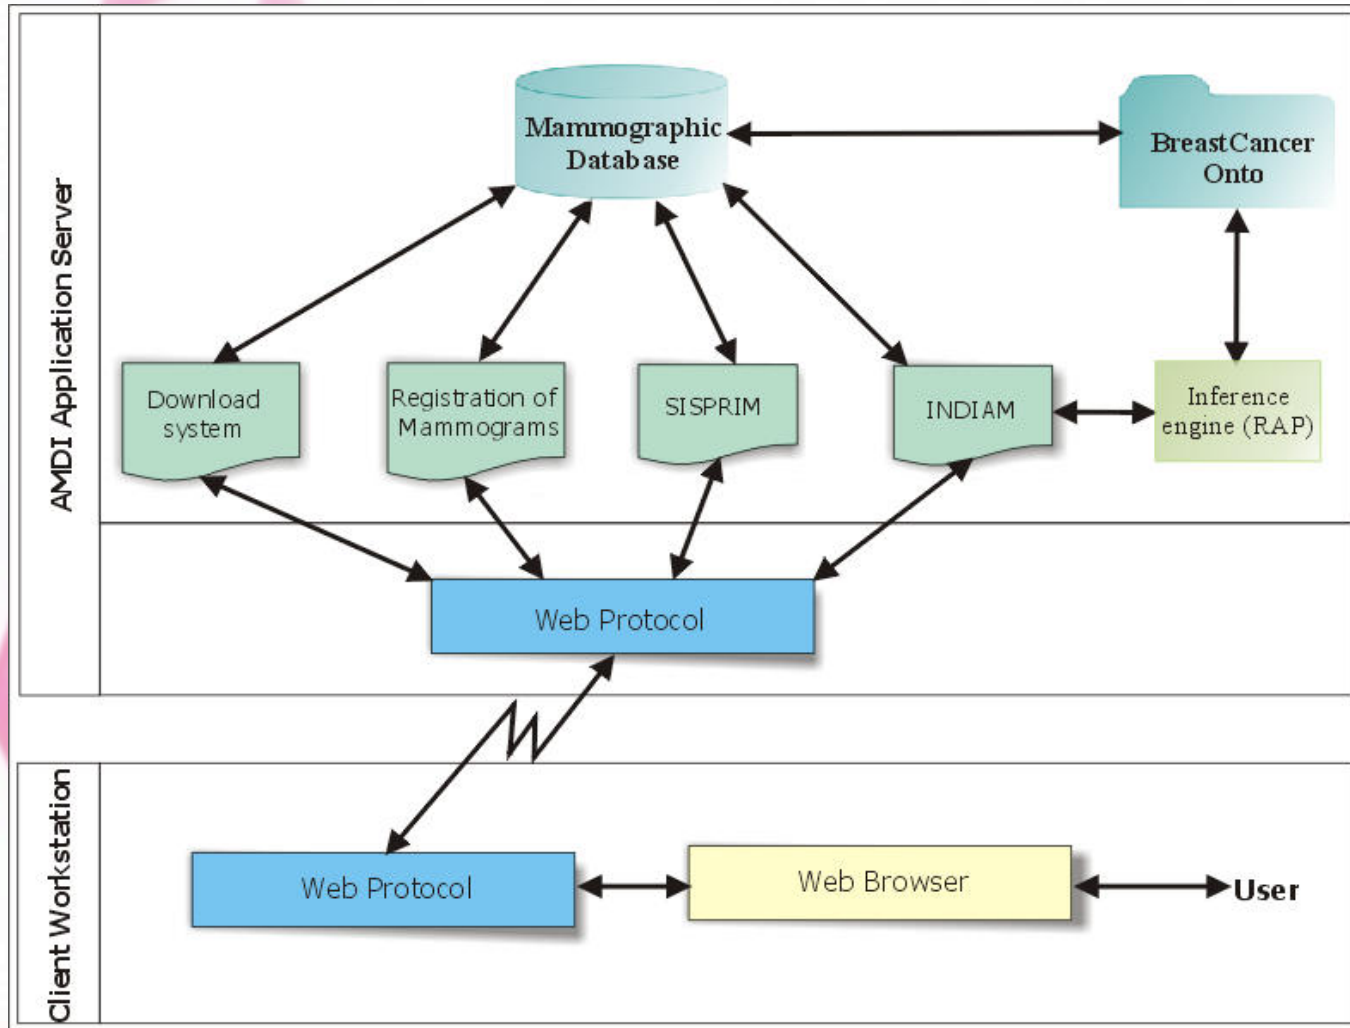 AMDI Application Server
Mammographic
Database
BreastCancer
Onto
Download
system
Registration of
Mammograms
SISPRIM
INDIAM
Inference
engine (RAP)
Web Protocol
Client Workstation
Web Protocol
Web Browser
User